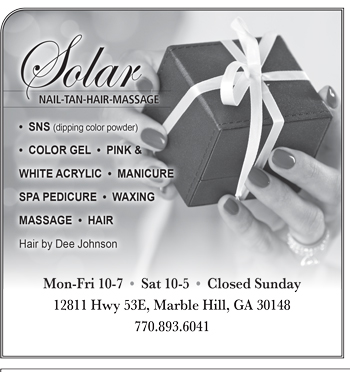 Solar
NAIL-TAN-HAIR-MASSAGE
• SNS (dipping color powder)
• COLOR GEL • PINK &
WHITE ACRYLIC • MANICURE
SPA PEDICURE • WAXING
MASSAGE • HAIR
Hair by Dee Johnson
Mon-Fri 10-7 • Sat 10-5 • Closed Sunday
12811 Hwy 53E, Marble Hill, GA 30148
770.893.6041